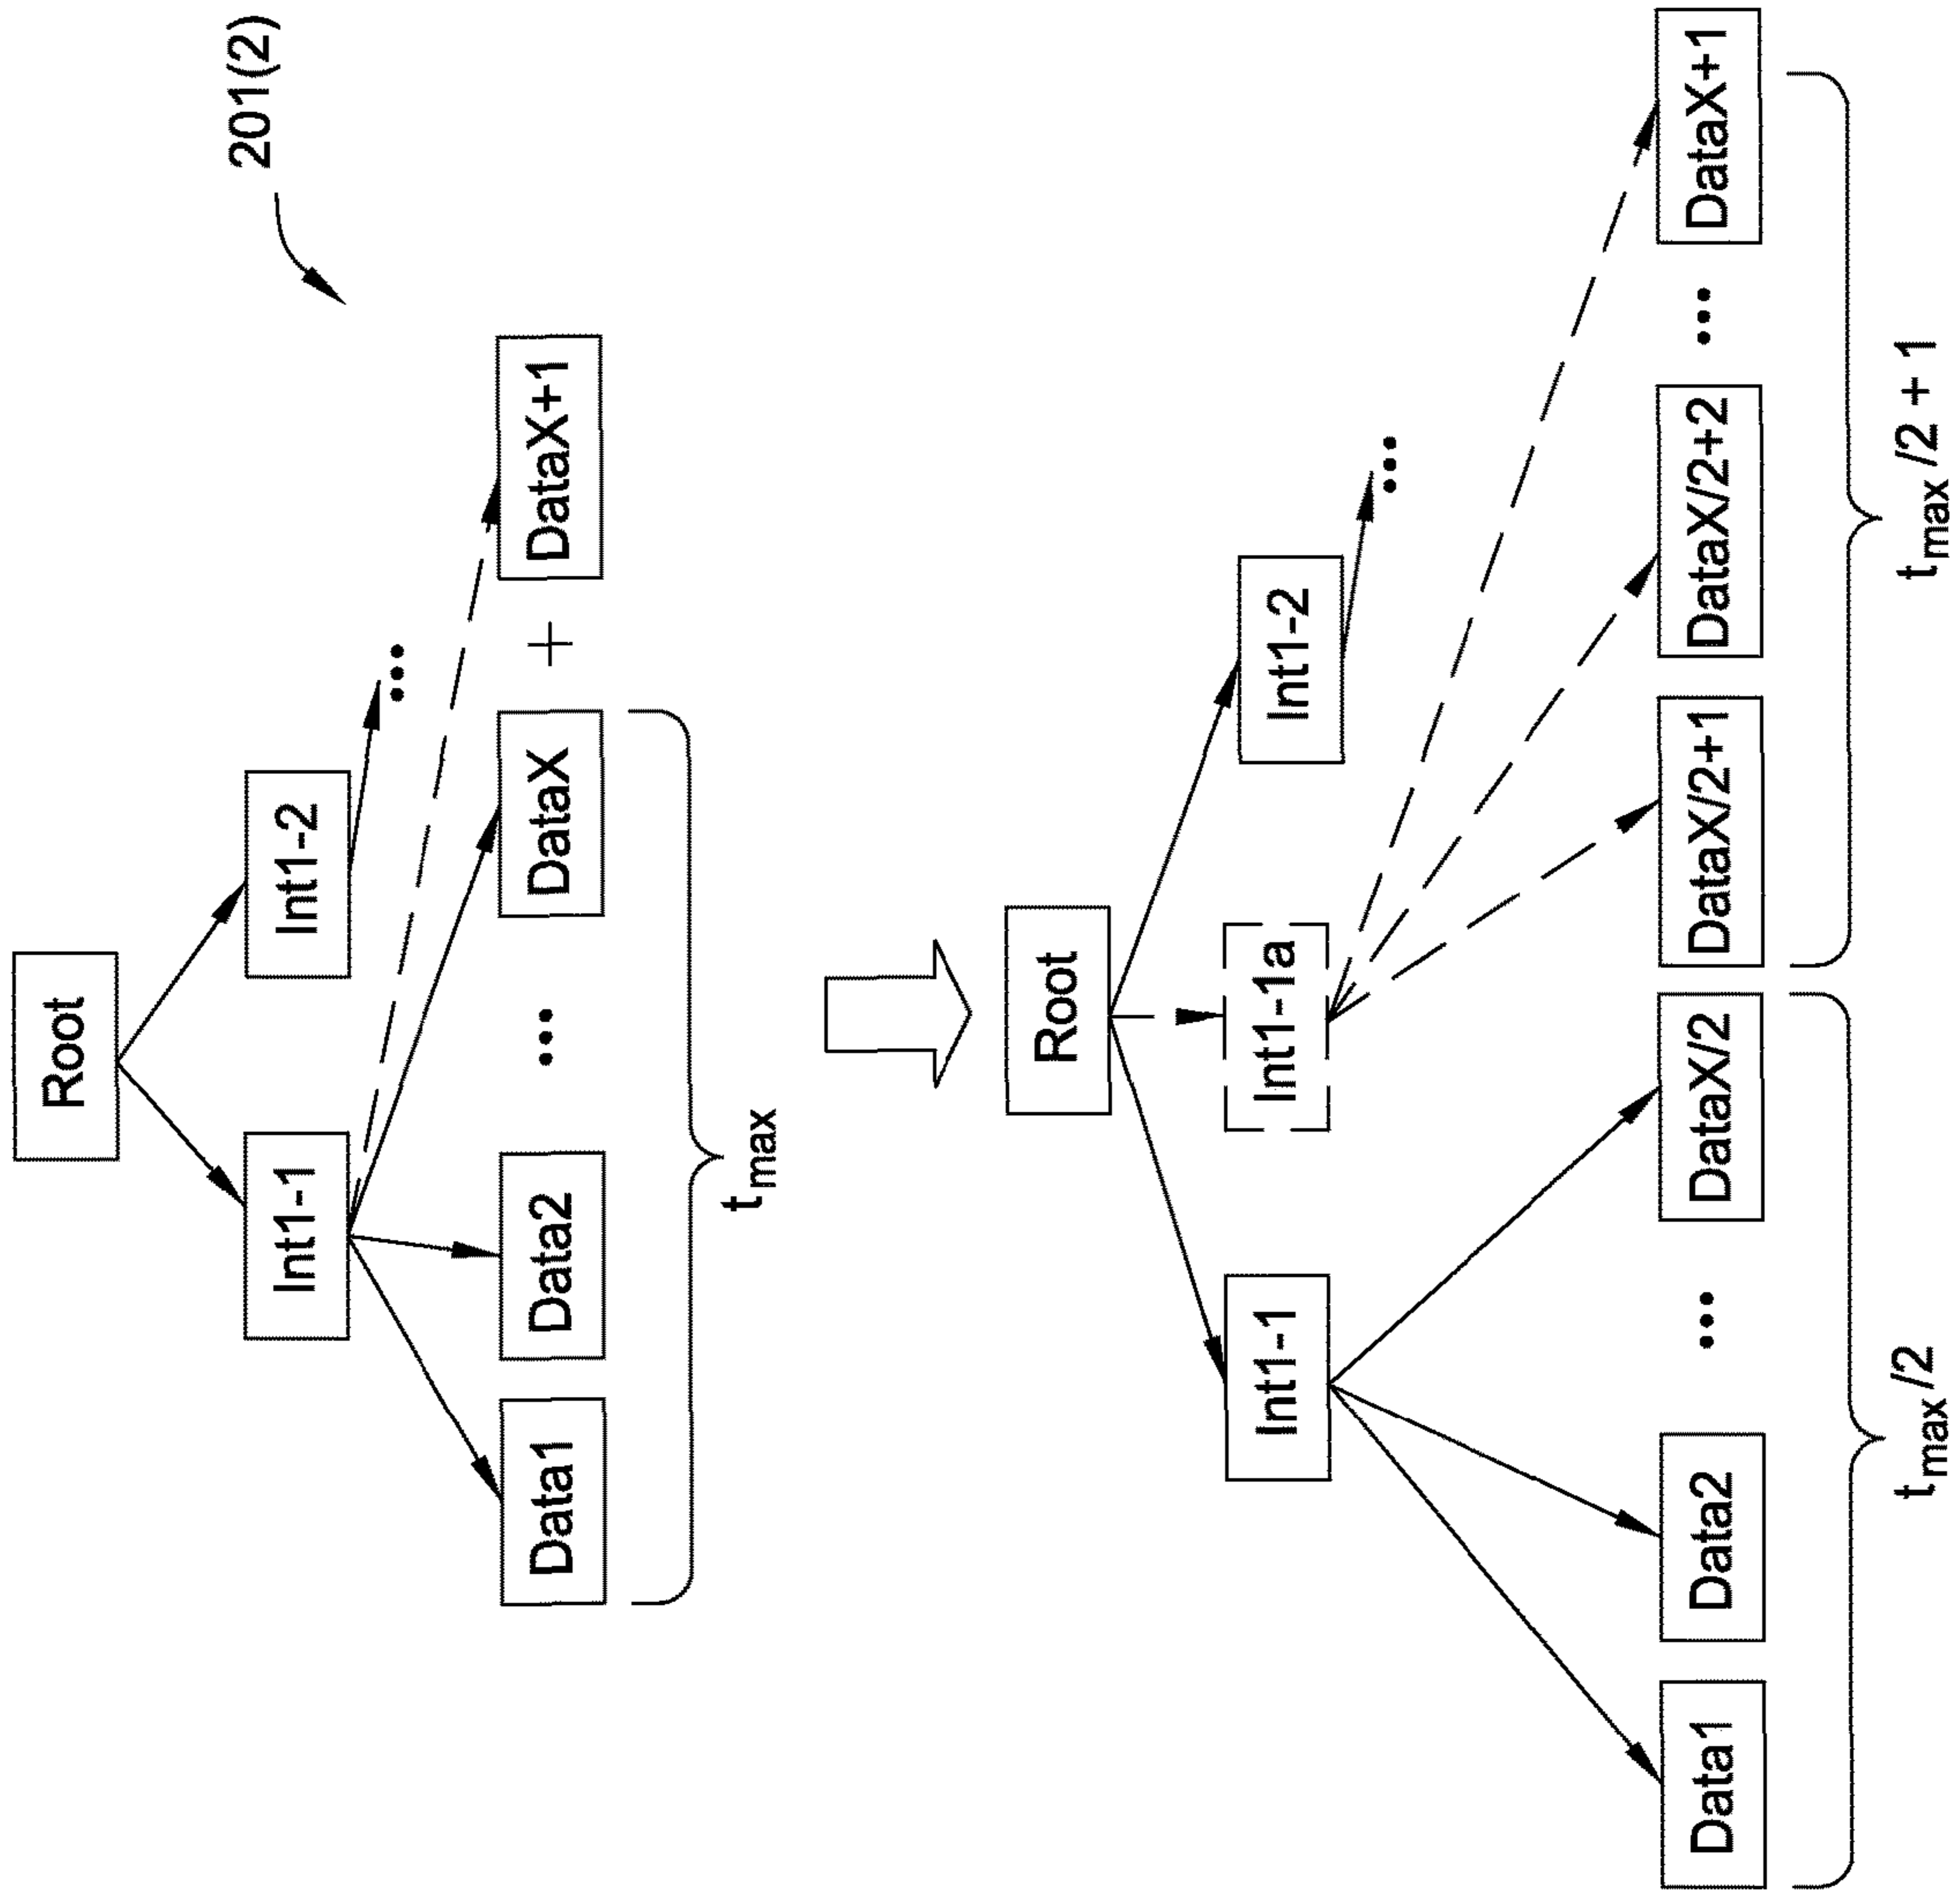 201(2)
Root
Int1-1
Int1-2
...
Data1
Data2
...
DataX
+
DataX+1
tmax
Root
Int1-1
Int1-1a
Int1-2
...
Data1
Data2
...
DataX/2
DataX/2+1
DataX/2+2
...
DataX+1
tmax/2
tmax/2 + 1